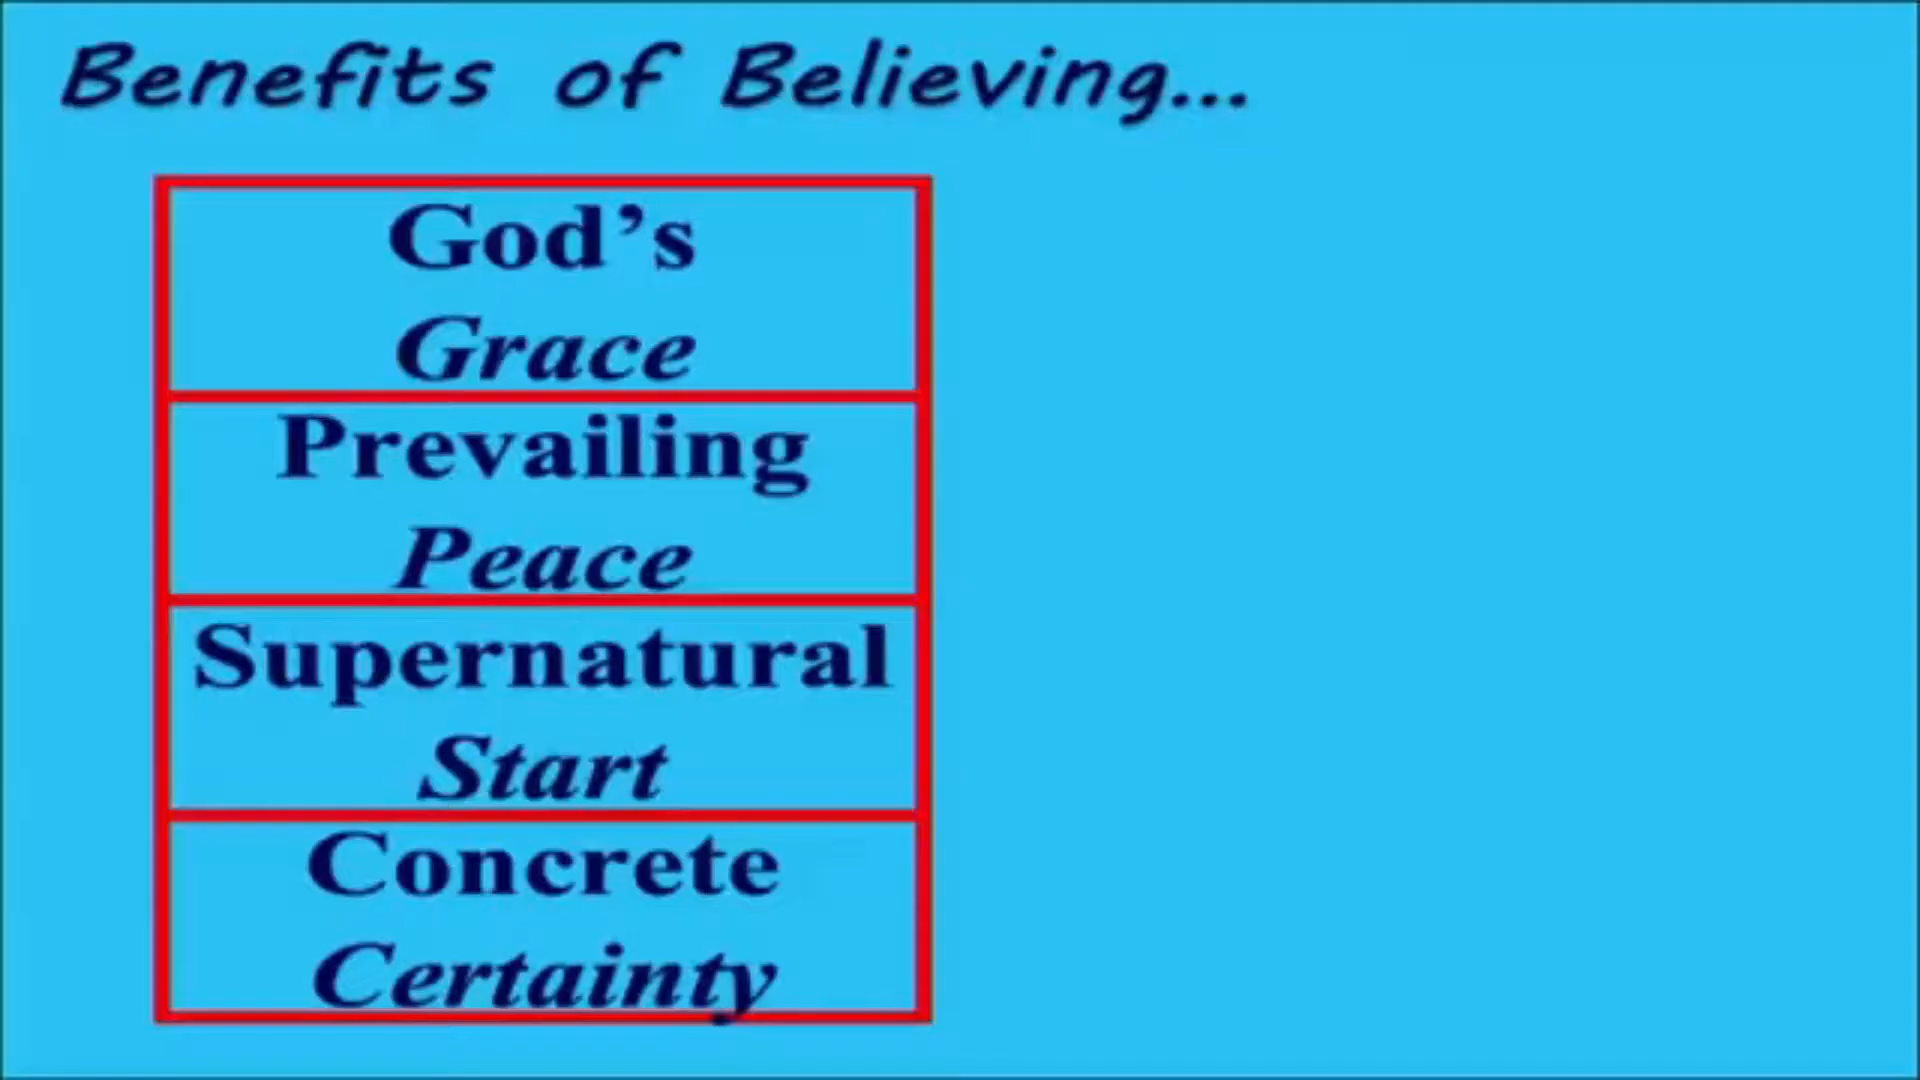 Benefits of Believing...
God’s
Grace
Prevailing
Peace
Supernatural
Start
Concrete
Certainty